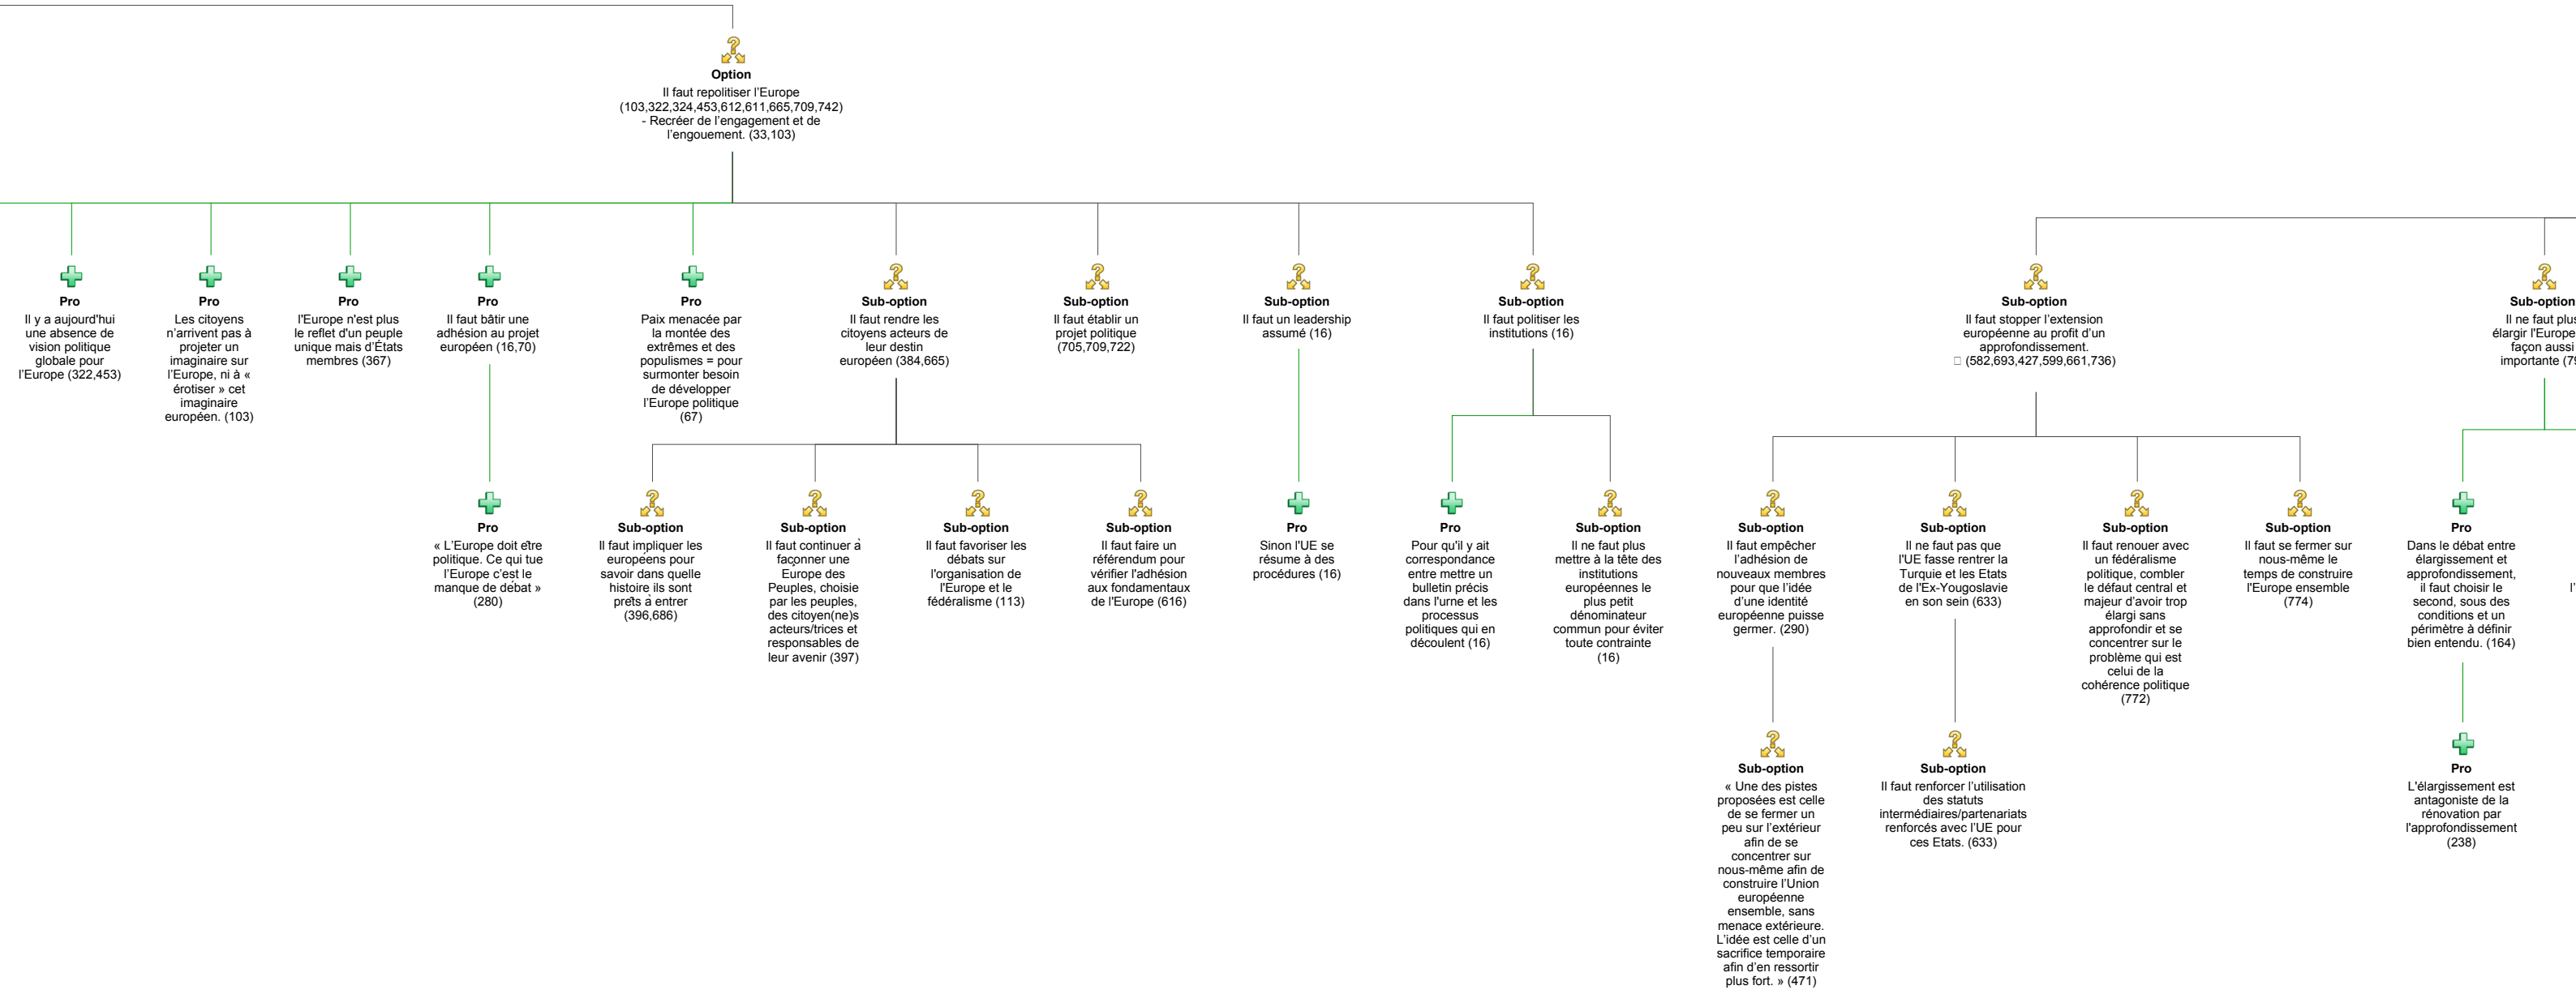 Option
Il faut repolitiser l'Europe
(103,322,324,453,612,611,665,709,742)
- Recréer de l'engagement et de
l'engouement. (33,103)
Pro
Il y a aujourd'hui
une absence de
vision politique
globale pour
l'Europe (322,453)
Pro
Les citoyens
n'arrivent pas à
projeter un
imaginaire sur
l'Europe, ni à «
érotiser » cet
imaginaire
européen. (103)
Pro
l'Europe n'est plus
le reflet d'un peuple
unique mais d'États
membres (367)
Pro
Il faut bâtir une
adhésion au projet
européen (16,70)
Pro
Paix menacée par
la montée des
extrêmes et des
populismes = pour
surmonter besoin
de développer
l'Europe politique
(67)
Sub-option
Il faut rendre les
citoyens acteurs de
leur destin
européen (384,665)
Sub-option
Il faut établir un
projet politique
(705,709,722)
Sub-option
Il faut un leadership
assumé (16)
Sub-option
Il faut politiser les
institutions (16)
Sub-option
Il faut stopper l'extension
européenne au profit d'un
approfondissement.
(582,693,427,599,661,736)
Sub-option
Il ne faut plus
élargir l'Europe
façon aussi
importante (79
Pro
« L'Europe doit être
politique. Ce qui tue
l'Europe c'est le
manque de débat »
(280)
Sub-option
Il faut impliquer les
européens pour
savoir dans quelle
histoire ils sont
prêts à entrer
(396,686)
Sub-option
Il faut continuer à
façonner une
Europe des
Peuples, choisie
par les peuples,
des citoyen(ne)s
acteurs/trices et
responsables de
leur avenir (397)
Sub-option
Il faut favoriser les
débats sur
l'organisation de
l'Europe et le
fédéralisme (113)
Sub-option
Il faut faire un
référendum pour
vérifier l'adhésion
aux fondamentaux
de l'Europe (616)
Pro
Sinon l'UE se
résume à des
procédures (16)
Pro
Pour qu'il y ait
correspondance
entre mettre un
bulletin précis
dans l'urne et les
processus
politiques qui en
découlent (16)
Sub-option
Il ne faut plus
mettre à la tête des
institutions
européennes le
plus petit
dénominateur
commun pour éviter
toute contrainte
(16)
Sub-option
Il faut empêcher
l'adhésion de
nouveaux membres
pour que l'idée
d'une identité
européenne puisse
germer. (290)
Sub-option
Il ne faut pas que
l'UE fasse rentrer la
Turquie et les Etats
de l'Ex-Yougoslavie
en son sein (633)
Sub-option
Il faut renouer avec
un fédéralisme
politique, combler
le défaut central et
majeur d'avoir trop
élargi sans
approfondir et se
concentrer sur le
problème qui est
celui de la
cohérence politique
(772)
Sub-option
Il faut se fermer sur
nous-même le
temps de construire
l'Europe ensemble
(774)
Pro
Dans le débat entre
élargissement et
approfondissement,
il faut choisir le
second, sous des
conditions et un
périmètre à définir
bien entendu. (164)
Sub-option
« Une des pistes
proposées est celle
de se fermer un
peu sur l'extérieur
afin de se
concentrer sur
nous-même afin de
construire l'Union
européenne
ensemble, sans
menace extérieure.
L'idée est celle d'un
sacrifice temporaire
afin d'en ressortir
plus fort. » (471)
Sub-option
Il faut renforcer l'utilisation
des statuts
intermédiaires/partenariats
renforcés avec l'UE pour
ces Etats. (633)
Pro
L'élargissement est
antagoniste de la
rénovation par
l'approfondissement
(238)